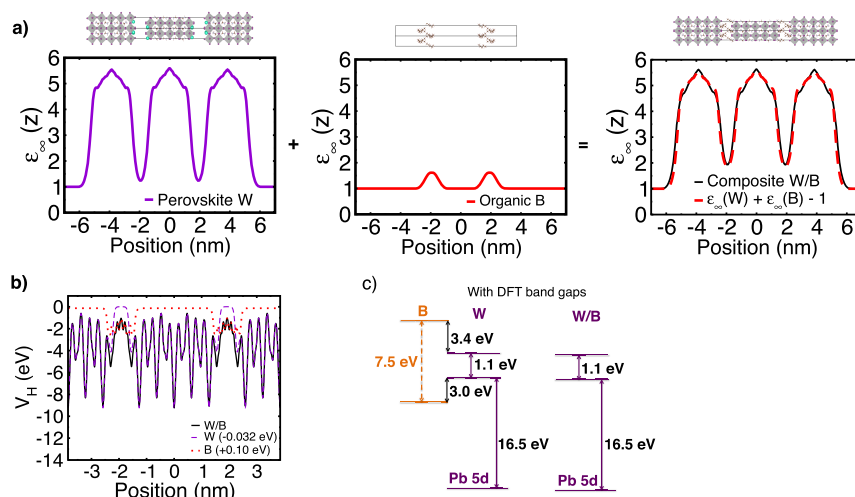 a)
6
5
4
3
2
1
ε∞ (z)
Perovskite W
-6 -4 -2 0 2 4 6
Position (nm)
+
6
5
4
3
2
1
ε∞ (z)
Organic B
-6 -4 -2 0 2 4 6
Position (nm)
=
6
5
4
3
2
1
ε∞ (z)
Composite W/B
ε∞(W) + ε∞(B) - 1
-6 -4 -2 0 2 4 6
Position (nm)
b)
0
-2
-4
-6
-8
-10
-12
-14
V_H (eV)
W/B
W (-0.032 eV)
B (+0.10 eV)
-3 -2 -1 0 1 2 3
Position (nm)
c)
With DFT band gaps
B W W/B
3.4 eV
7.5 eV 1.1 eV 1.1 eV
3.0 eV
16.5 eV 16.5 eV
Pb 5d Pb 5d